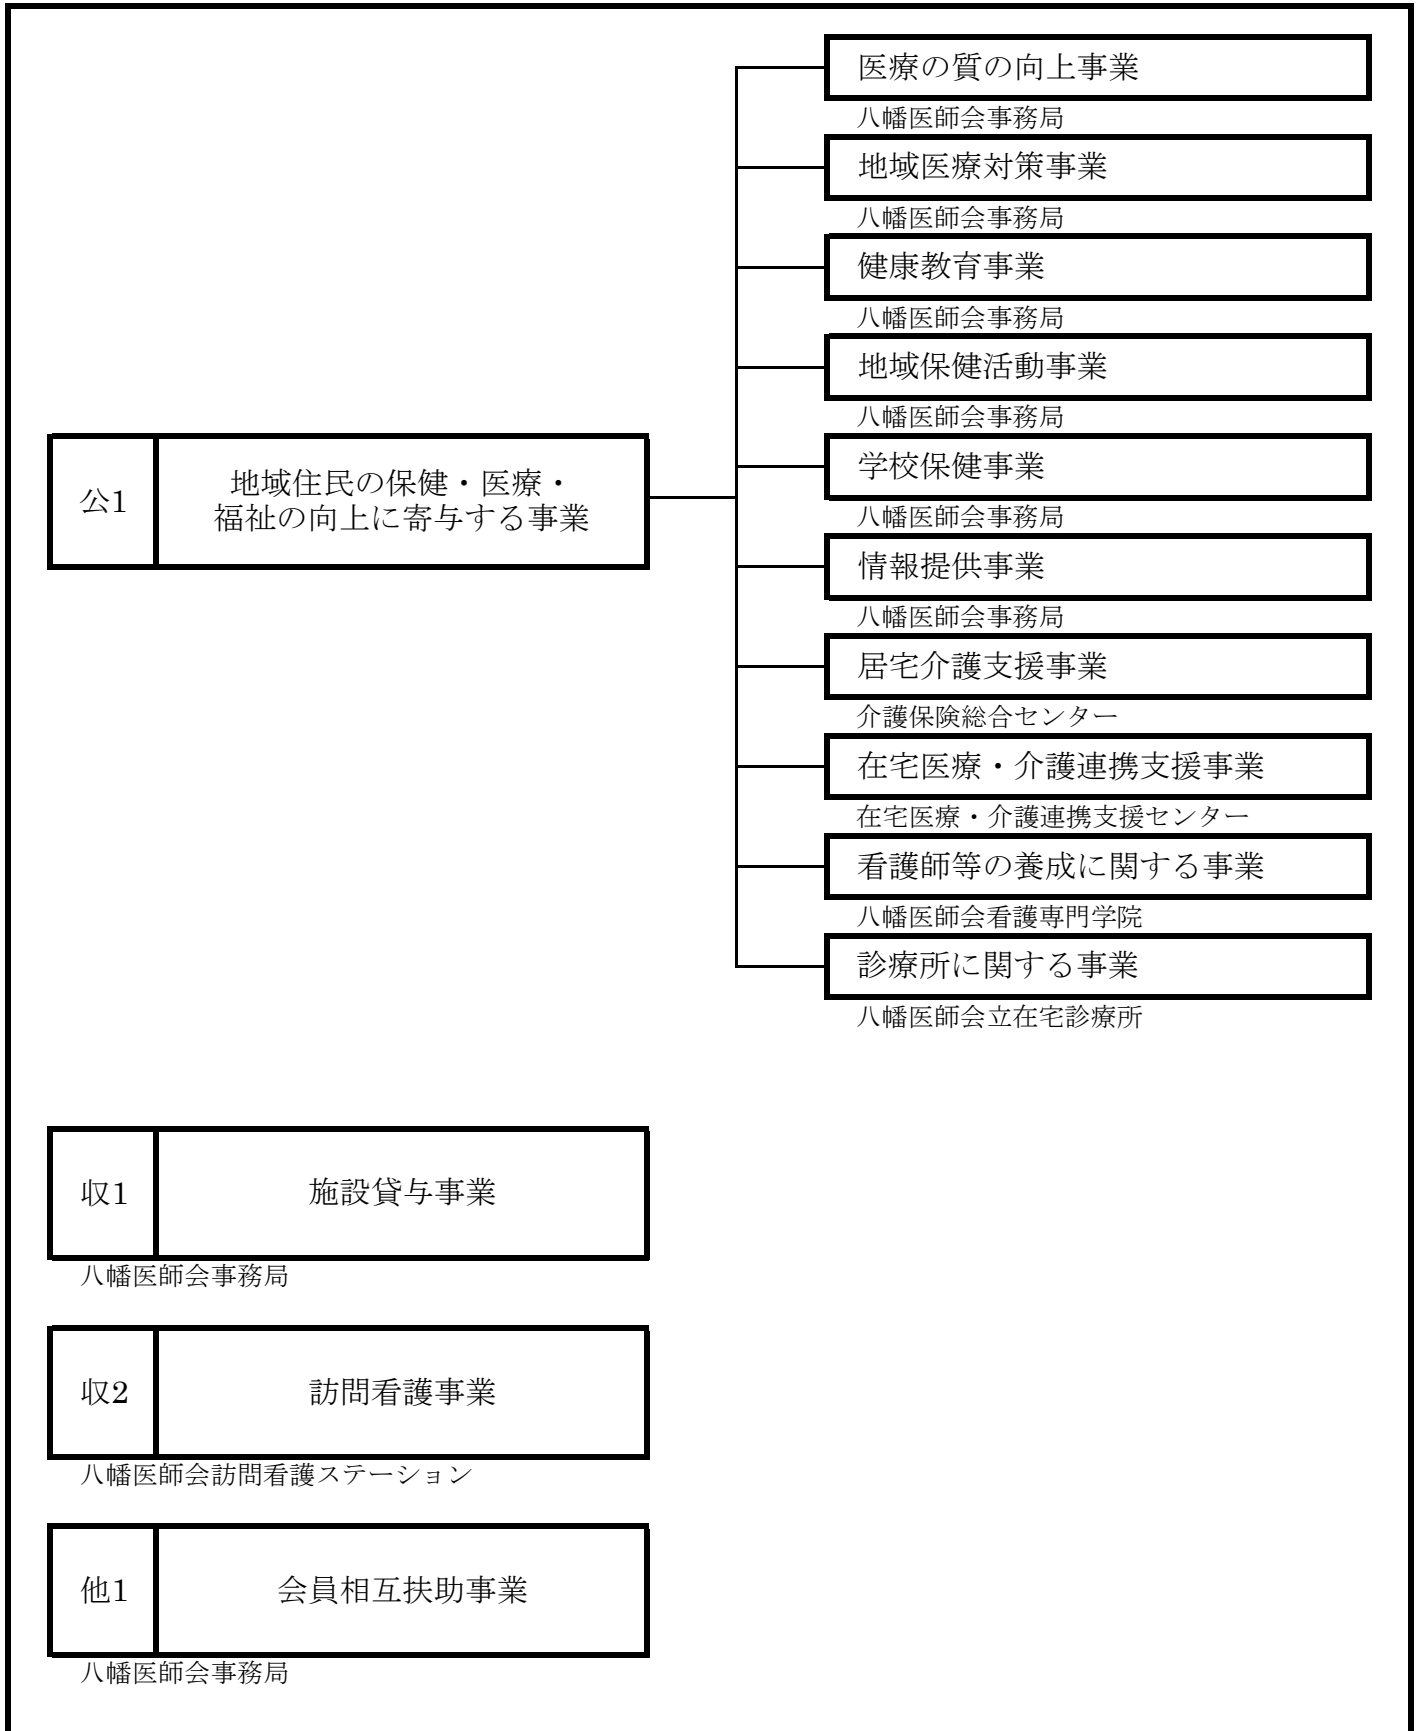 医療の質の向上事業
八幡医師会事務局
地域医療対策事業
八幡医師会事務局
健康教育事業
八幡医師会事務局
地域保健活動事業
八幡医師会事務局
公1
地域住民の保健・医療・
福祉の向上に寄与する事業
学校保健事業
八幡医師会事務局
情報提供事業
八幡医師会事務局
居宅介護支援事業
介護保険総合センター
在宅医療・介護連携支援事業
在宅医療・介護連携支援センター
看護師等の養成に関する事業
八幡医師会看護専門学院
診療所に関する事業
八幡医師会立在宅診療所
収1
施設貸与事業
八幡医師会事務局
収2
訪問看護事業
八幡医師会訪問看護ステーション
他1
会員相互扶助事業
八幡医師会事務局